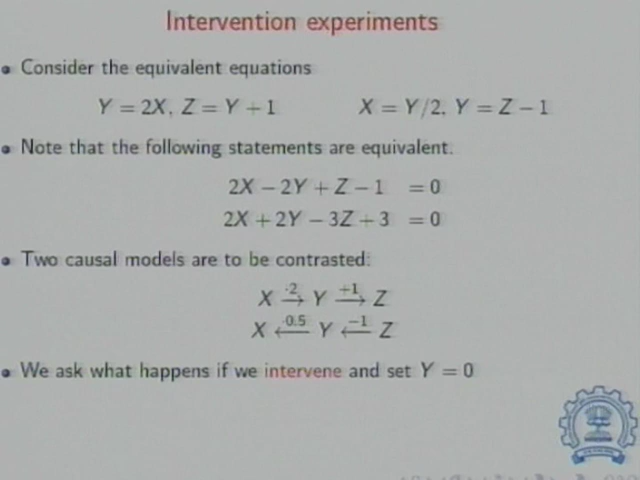 Intervention experiments
Consider the equivalent equations
Y = 2X, Z = Y + 1 X = Y/2, Y = Z − 1
Note that the following statements are equivalent.
2X − 2Y + Z − 1 = 0
2X + 2Y − 3Z + 3 = 0
Two causal models are to be contrasted:
X ·2→ Y +1→ Z
X ←0.5 Y ←−1 Z
We ask what happens if we intervene and set Y = 0